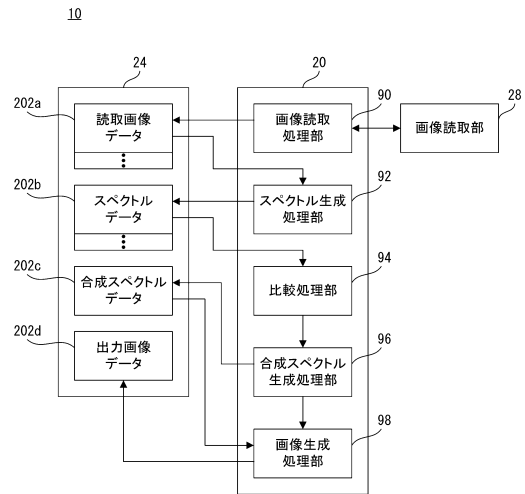 10
24
20
202a
読取画像
データ
画像読取
処理部
90
画像読取部
28
202b
スペクトル
データ
スペクトル生成
処理部
92
202c
合成スペクトル
データ
比較処理部
94
202d
出力画像
データ
合成スペクトル
生成処理部
96
画像生成
処理部
98